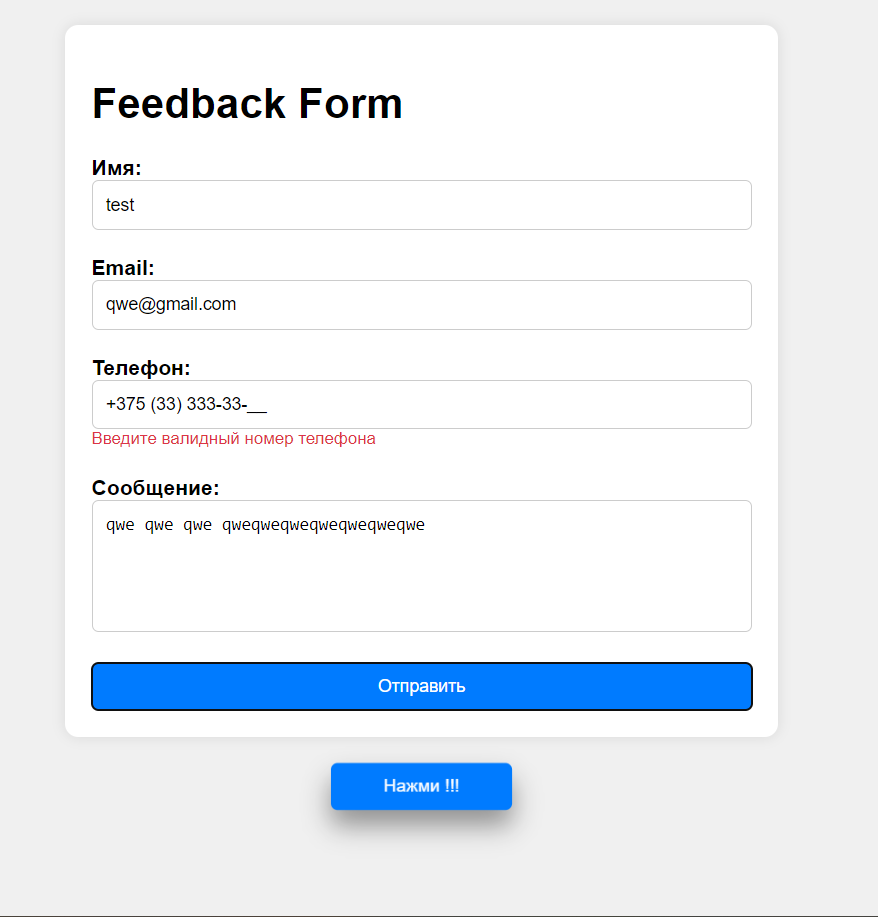 Feedback Form
Имя:
test
Email:
qwe@gmail.com
Телефон:
+375 (33) 333-33-__
Введите валидный номер телефона
Сообщение:
qwe qwe qwe qweqweqweqweqweqweqwe
Отправить
Нажми !!!